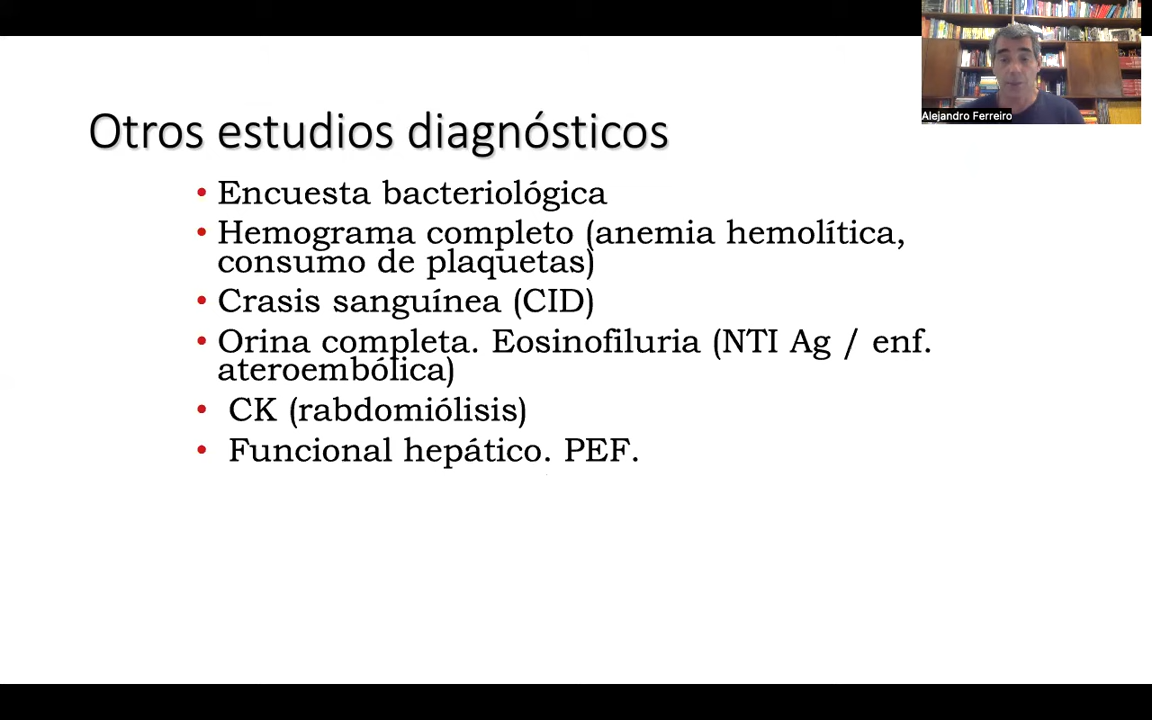 Alejandro Ferreiro
Otros estudios diagnósticos
• Encuesta bacteriológica
• Hemograma completo (anemia hemolítica,
consumo de plaquetas)
• Crasis sanguínea (CID)
• Orina completa. Eosinofiluria (NTI Ag / enf.
ateroembólica)
• CK (rabdomiólisis)
• Funcional hepático. PEF.